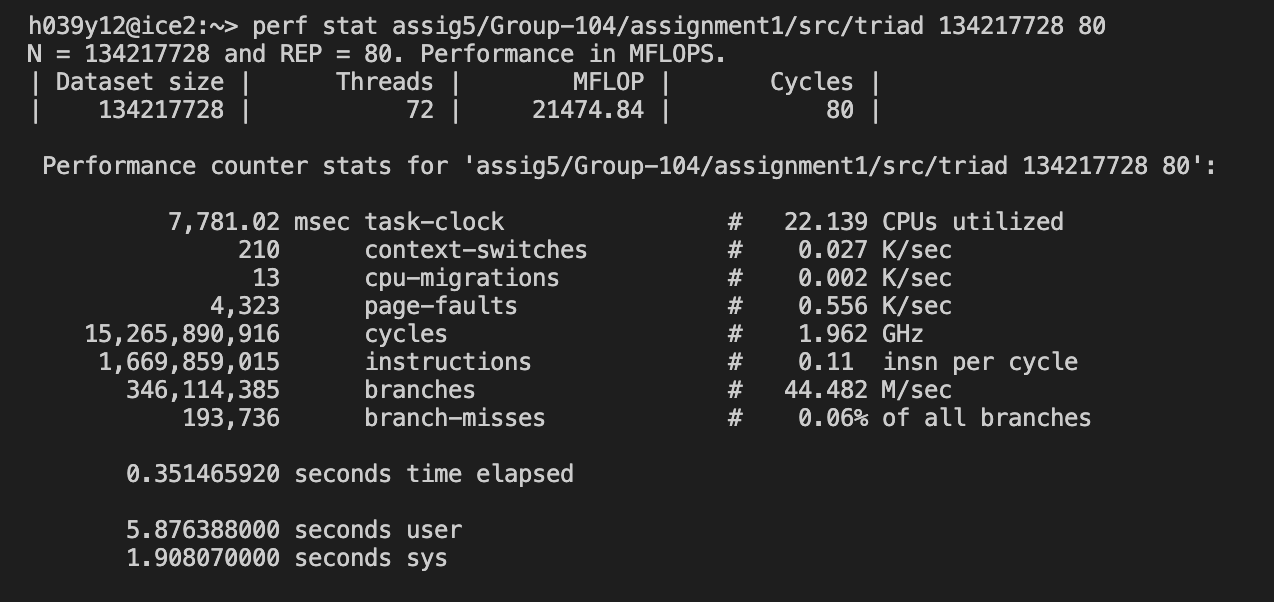 h039y12@ice2:~> perf stat assig5/Group-104/assignment1/src/triad 134217728 80
N = 134217728 and REP = 80. Performance in MFLOPS.
| Dataset size | Threads | MFLOP | Cycles |
| 134217728 | 72 | 21474.84 | 80 |
Performance counter stats for 'assig5/Group-104/assignment1/src/triad 134217728 80':
7,781.02 msec task-clock # 22.139 CPUs utilized
210 context-switches # 0.027 K/sec
13 cpu-migrations # 0.002 K/sec
4,323 page-faults # 0.556 K/sec
15,265,890,916 cycles # 1.962 GHz
1,669,859,015 instructions # 0.11 insn per cycle
346,114,385 branches # 44.482 M/sec
193,736 branch-misses # 0.06% of all branches
0.351465920 seconds time elapsed
5.876388000 seconds user
1.908070000 seconds sys